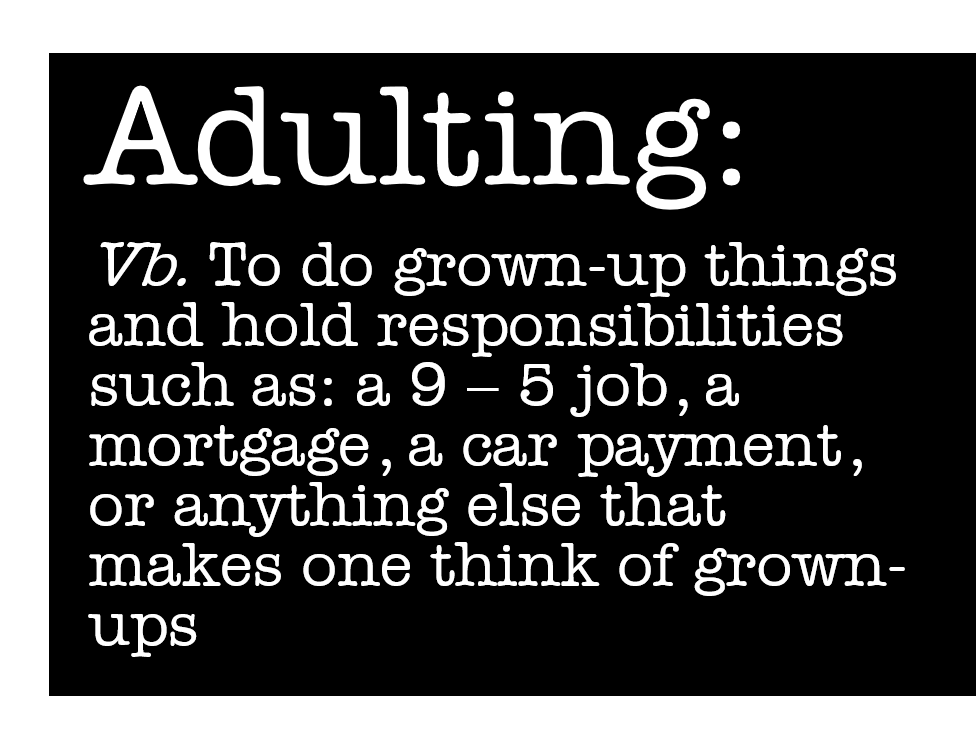 Adulting:
Vb. To do grown-up things
and hold responsibilities
such as: a 9 – 5 job, a
mortgage, a car payment,
or anything else that
makes one think of grown-
ups